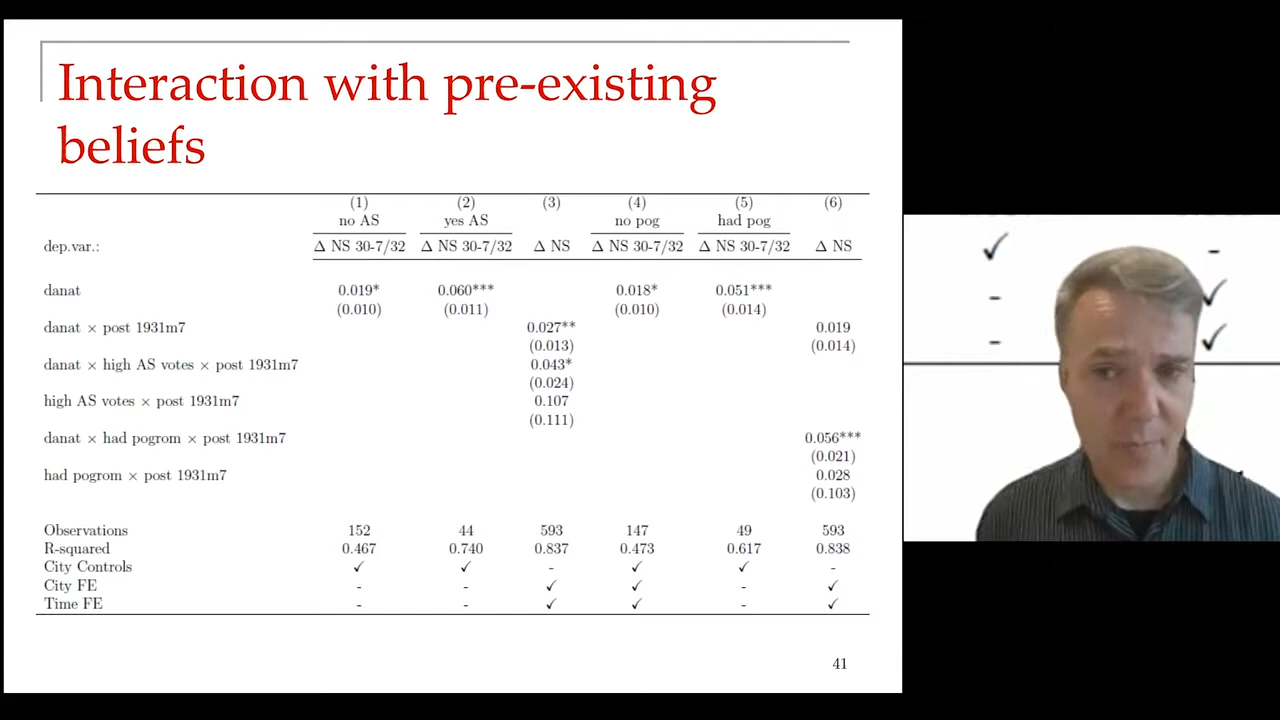 Interaction with pre-existing
beliefs
(1) (2) (3) (4) (5) (6)
no AS yes AS no pog had pog
dep.var.: Δ NS 30-7/32 Δ NS 30-7/32 Δ NS Δ NS 30-7/32 Δ NS 30-7/32 Δ NS
danat 0.019* 0.060*** 0.018* 0.051***
(0.010) (0.011) (0.010) (0.014)
danat × post 1931m7 0.027** 0.019
(0.013) (0.014)
danat × high AS votes × post 1931m7 0.043*
(0.024)
high AS votes × post 1931m7 0.107
(0.111)
danat × had pogrom × post 1931m7 0.056***
(0.021)
had pogrom × post 1931m7 0.028
(0.103)
Observations 152 44 593 147 49 593
R-squared 0.467 0.740 0.837 0.473 0.617 0.838
City Controls ✓ ✓ - ✓ ✓ -
City FE - - ✓ ✓ - ✓
Time FE - - ✓ ✓ - ✓
41
✓ -
- ✓
- ✓